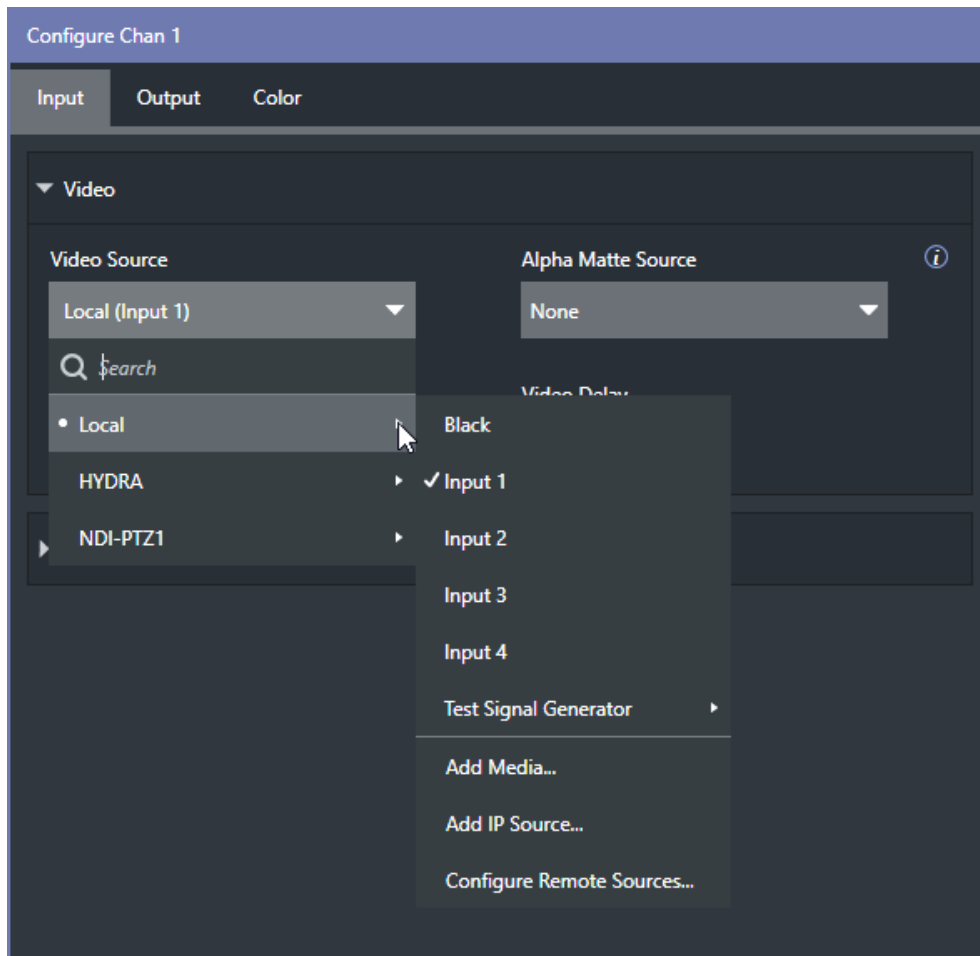 Configure Chan 1
Input Output Color
Video
Video Source
Alpha Matte Source
Local (Input 1)
None
Search
Video Delay
Local
Black
HYDRA
Input 1
NDI-PTZ1
Input 2
Input 3
Input 4
Test Signal Generator
Add Media...
Add IP Source...
Configure Remote Sources...